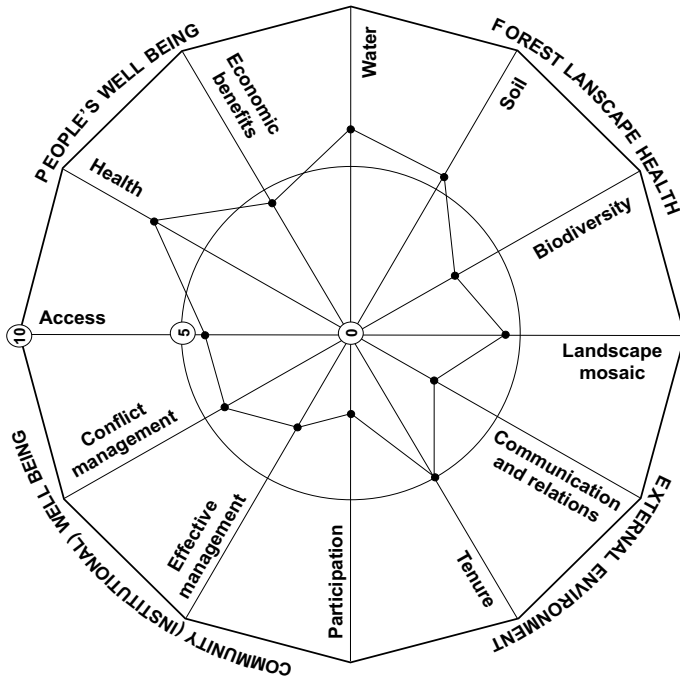 PEOPLE'S WELL BEING
FOREST LANSCAPE HEALTH
EXTERNAL ENVIRONMENT
COMMUNITY (INSTITUTIONAL) WELL BEING
Water
Soil
Biodiversity
Landscape
mosaic
Communication
and relations
Tenure
Participation
Effective
management
Conflict
management
Access
Health
Economic
benefits
10
5
0